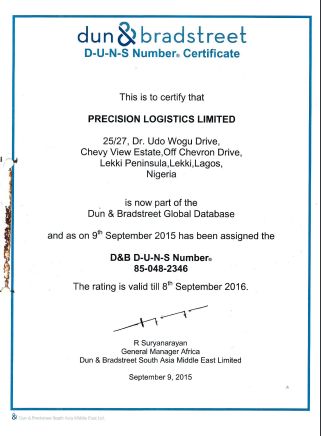 dun & bradstreet
D-U-N-S Number® Certificate
This is to certify that
PRECISION LOGISTICS LIMITED
25/27, Dr. Udo Wogu Drive,
Chevy View Estate,Off Chevron Drive,
Lekki Peninsula,Lekki,Lagos,
Nigeria
is now part of the
Dun & Bradstreet Global Database
and as on 9th September 2015 has been assigned the
D&B D-U-N-S Number®
85-048-2346
The rating is valid till 8th September 2016.
R Suryanarayan
General Manager Africa
Dun & Bradstreet South Asia Middle East Limited
September 9, 2015
& Dun & Bradstreet South Asia Middle East Ltd.